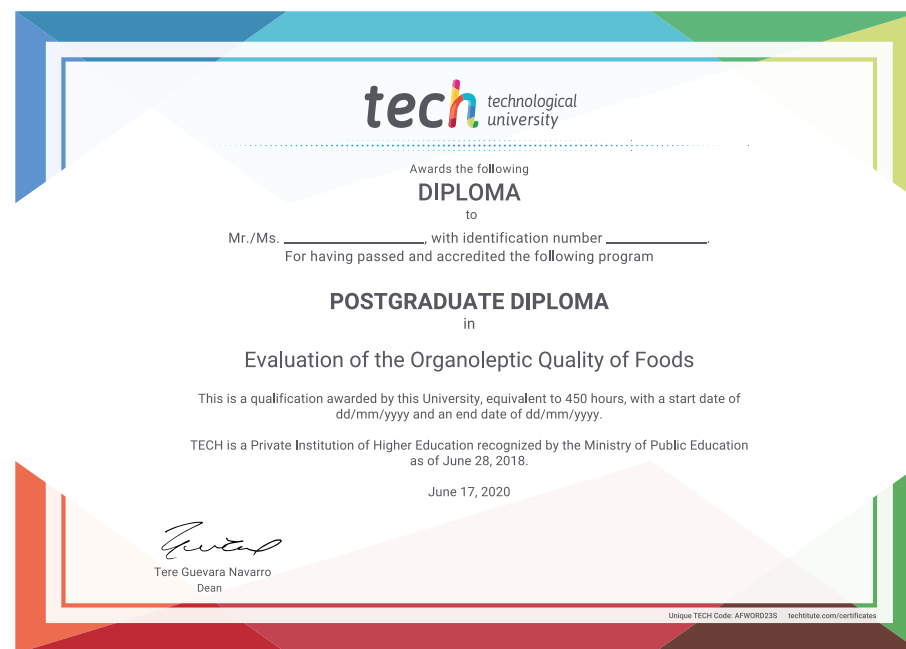 tech technological
university
Awards the following
DIPLOMA
to
Mr./Ms. ____________________, with identification number ______________.
For having passed and accredited the following program
POSTGRADUATE DIPLOMA
in
Evaluation of the Organoleptic Quality of Foods
This is a qualification awarded by this University, equivalent to 450 hours, with a start date of
dd/mm/yyyy and an end date of dd/mm/yyyy.
TECH is a Private Institution of Higher Education recognized by the Ministry of Public Education
as of June 28, 2018.
June 17, 2020
Tere Guevara Navarro
Dean
Unique TECH Code: AFWORD23S techtitute.com/certificates